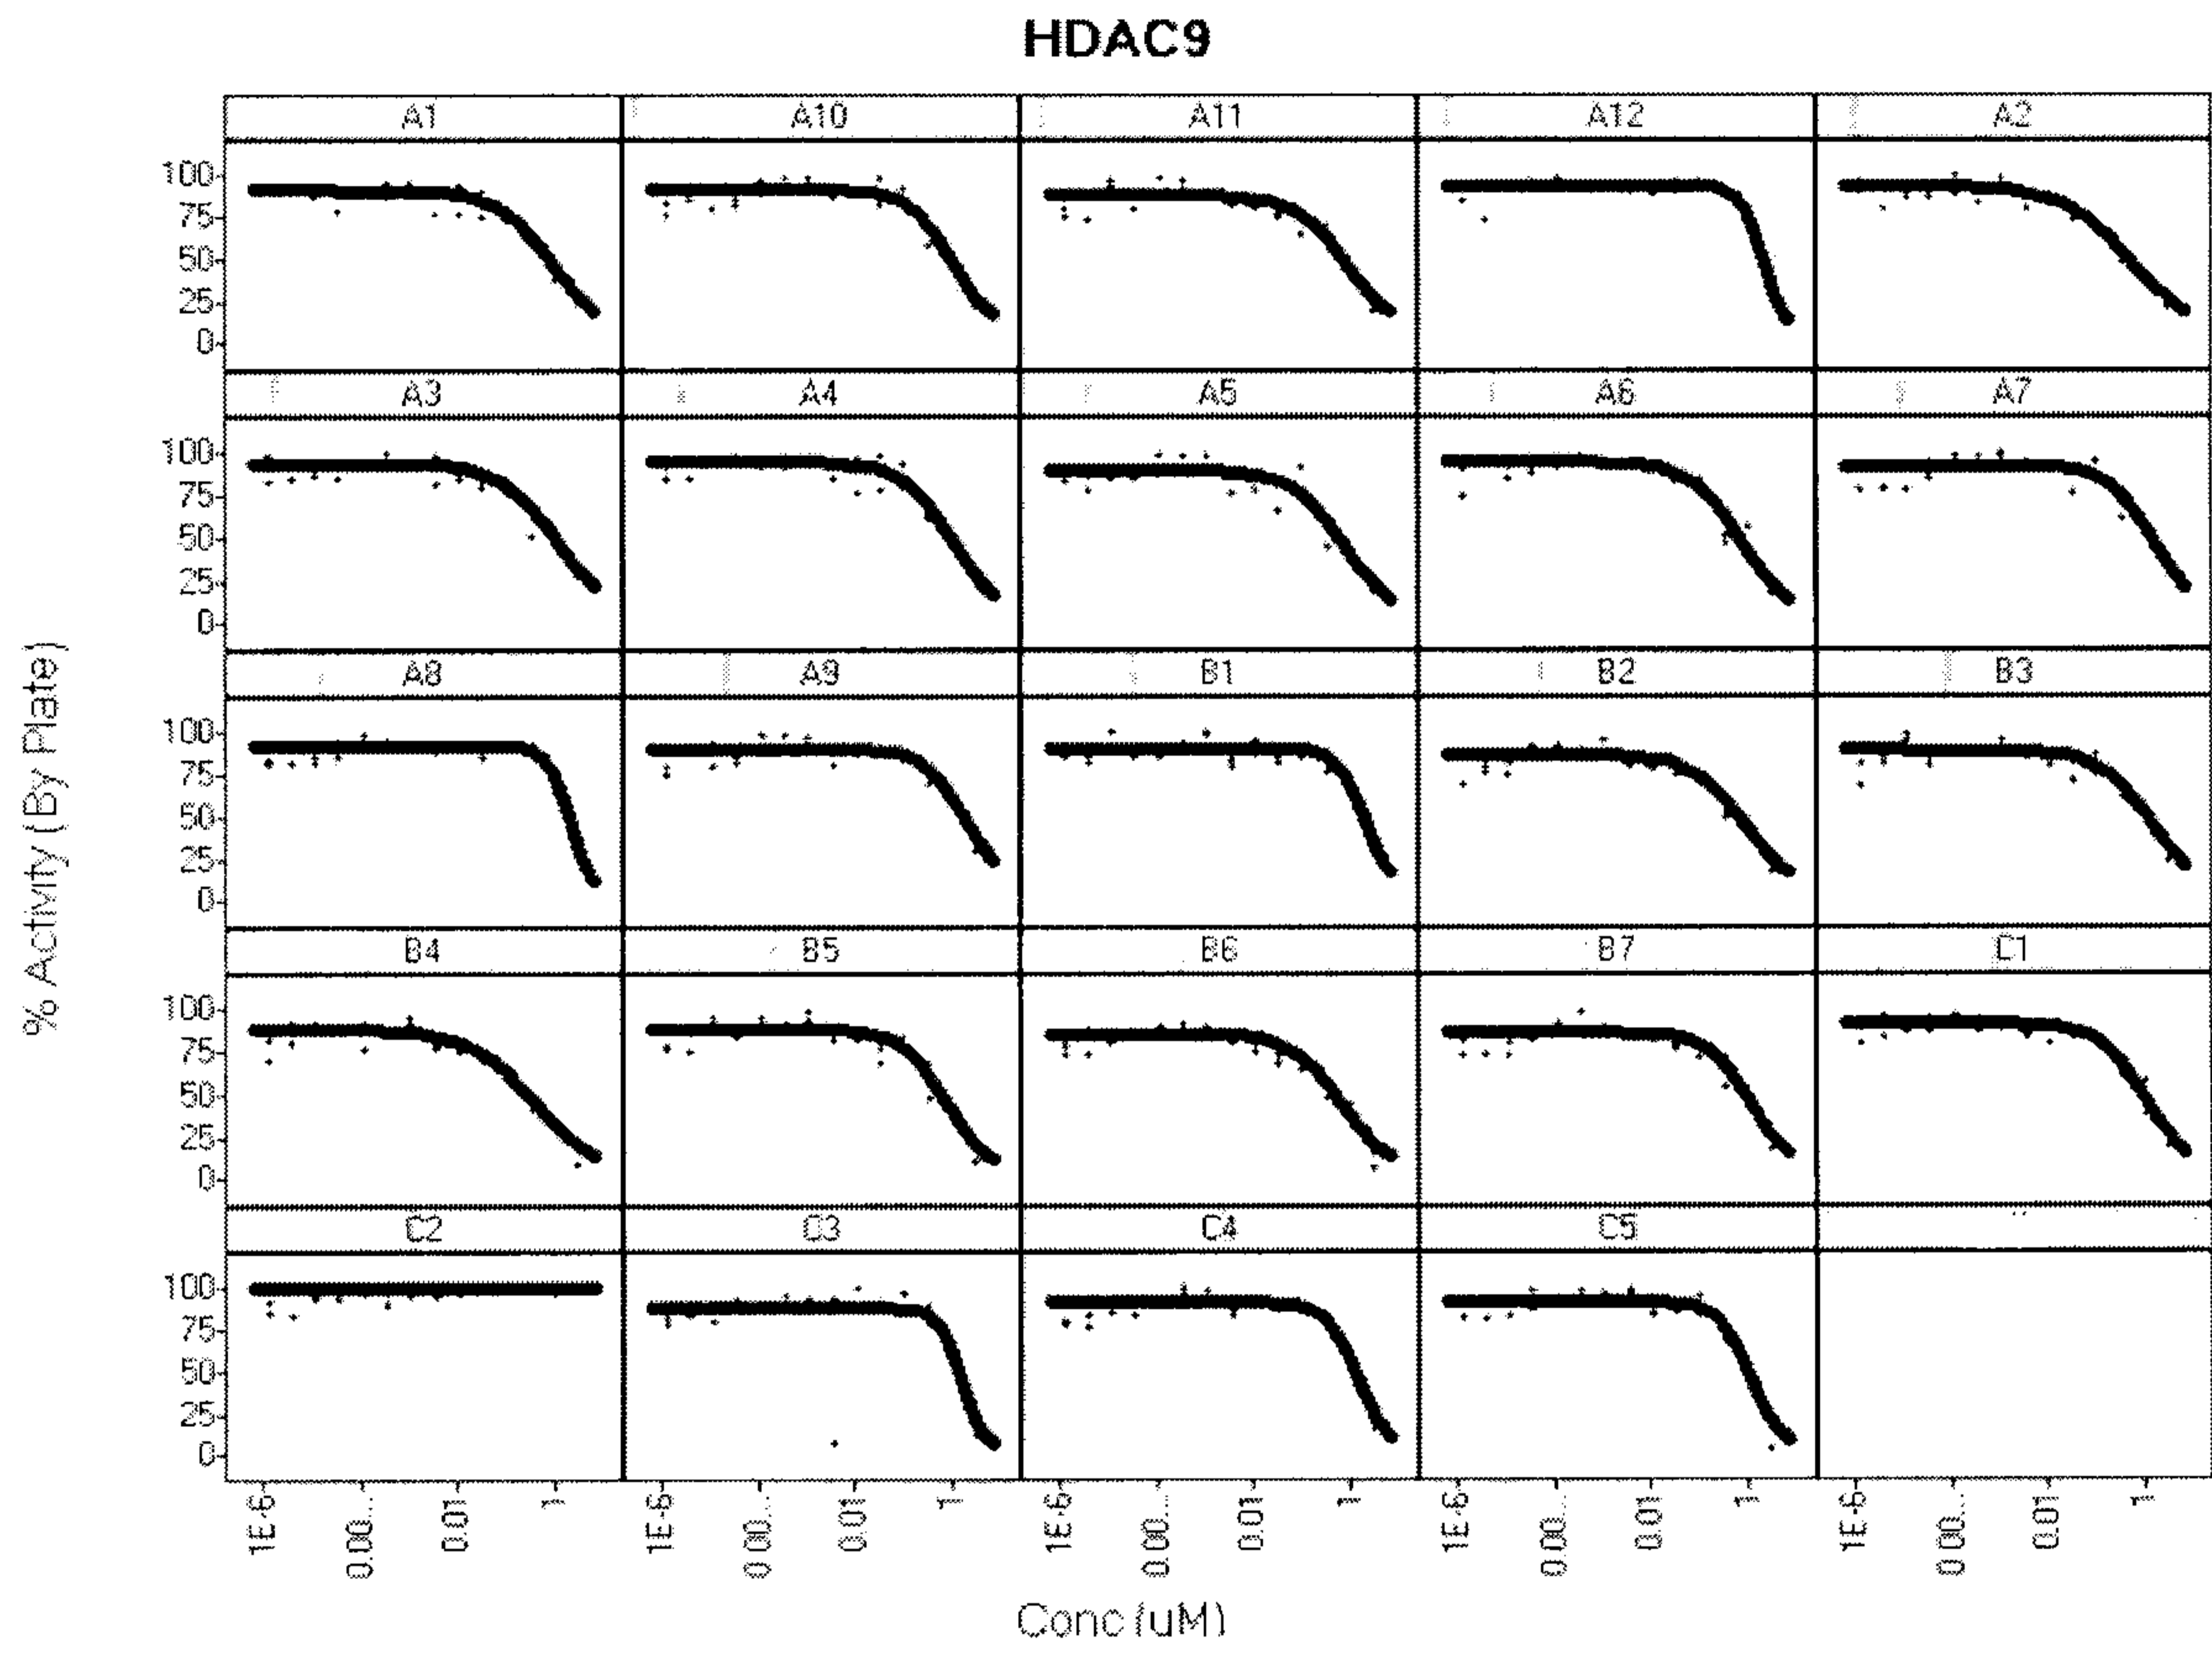 HDAC9
A1 A10 A11 A12 A2
100
75
50
25
0
A3 A4 A5 A6 A7
100
75
50
25
0
A8 A9 B1 B2 B3
100
75
50
25
0
B4 B5 B6 B7 C1
100
75
50
25
0
C2 C3 C4 C5
100
75
50
25
0
1E-6 0.00... 0.01 1 1E-6 0.00... 0.01 1 1E-6 0.00... 0.01 1 1E-6 0.00... 0.01 1 1E-6 0.00... 0.01 1
Conc (uM)
% Activity (By Plate)